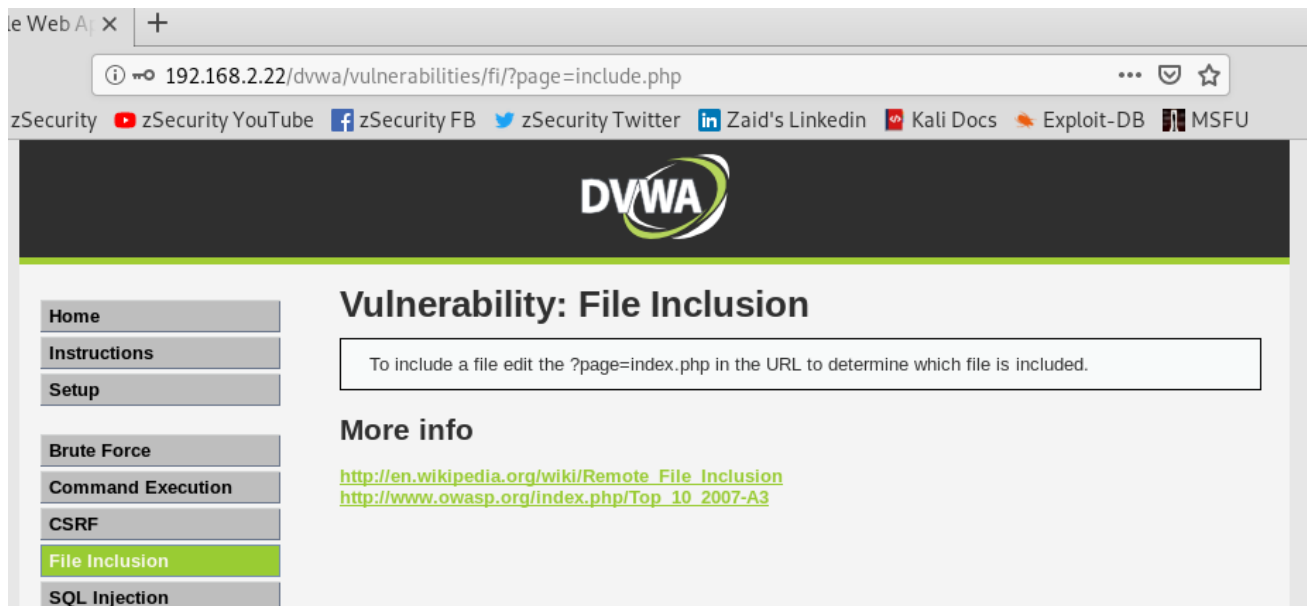 le Web A
192.168.2.22/dvwa/vulnerabilities/fi/?page=include.php
zSecurity zSecurity YouTube zSecurity FB zSecurity Twitter Zaid's Linkedin Kali Docs Exploit-DB MSFU
DVWA
Home
Instructions
Setup
Brute Force
Command Execution
CSRF
File Inclusion
SQL Injection
Vulnerability: File Inclusion
To include a file edit the ?page=index.php in the URL to determine which file is included.
More info
http://en.wikipedia.org/wiki/Remote_File_Inclusion
http://www.owasp.org/index.php/Top_10_2007-A3